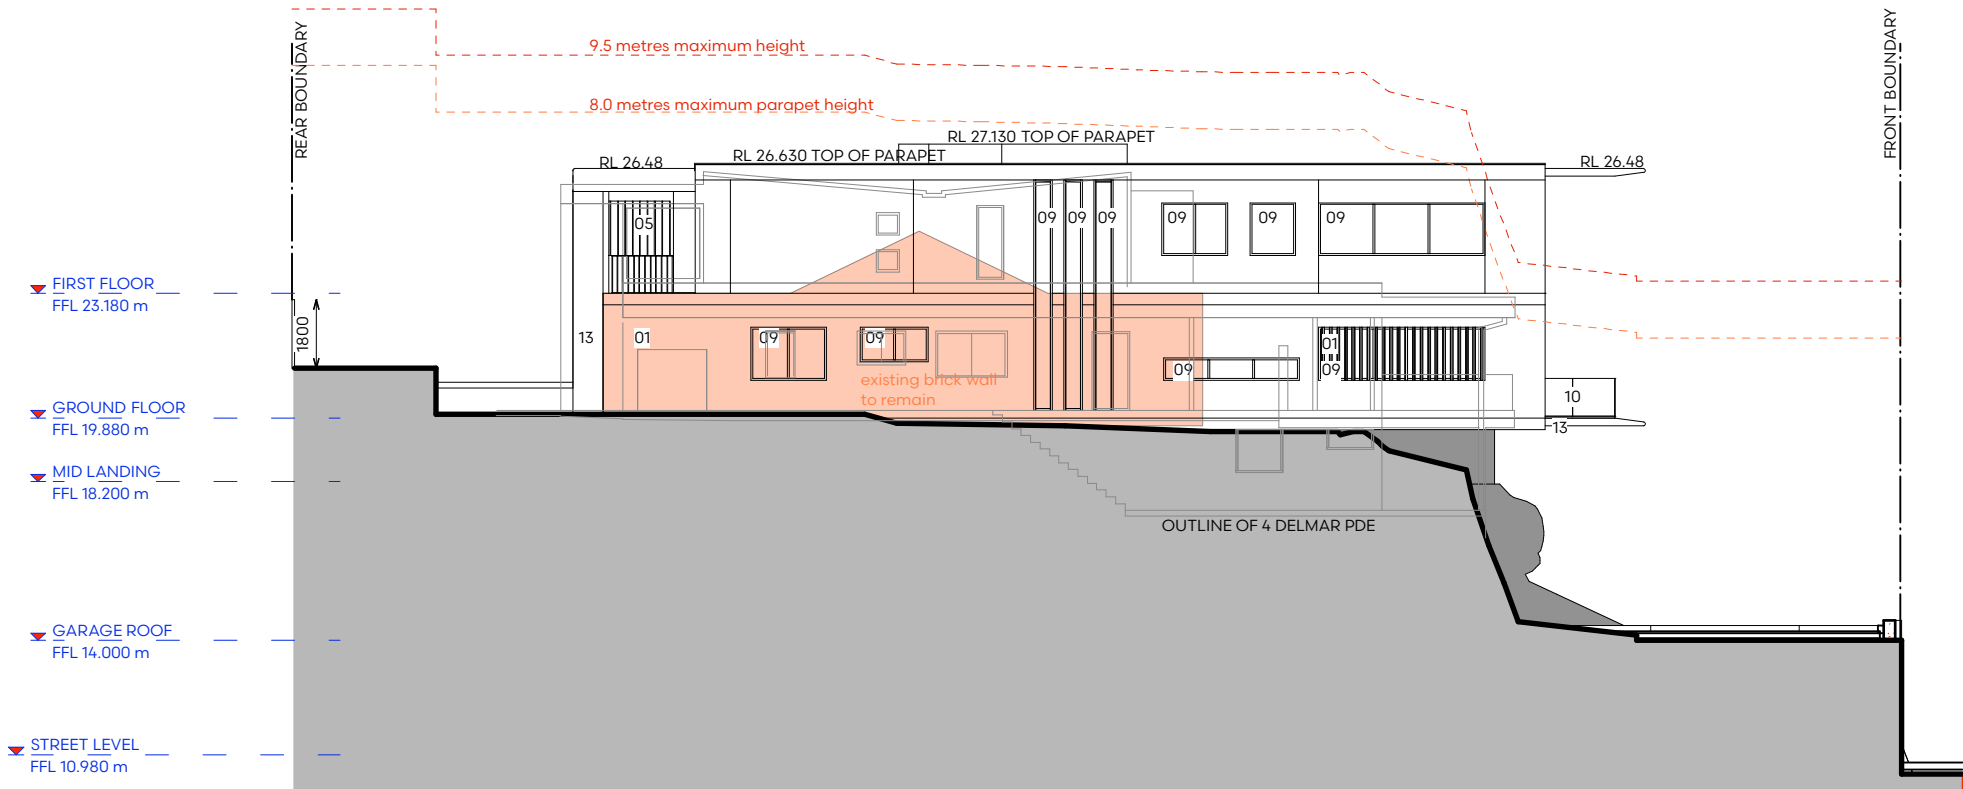 9.5 metres maximum height
8.0 metres maximum parapet height
REAR BOUNDARY
FRONT BOUNDARY
RL 27.130 TOP OF PARAPET
RL 26.630 TOP OF PARAPET
RL 26.48
RL 26.48
05
09
09
09
09
09
09
FIRST FLOOR
FFL 23.180 m
1800
13
01
09
09
01
09
09
existing brick wall
to remain
10
13
GROUND FLOOR
FFL 19.880 m
MID LANDING
FFL 18.200 m
OUTLINE OF 4 DELMAR PDE
GARAGE ROOF
FFL 14.000 m
STREET LEVEL
FFL 10.980 m